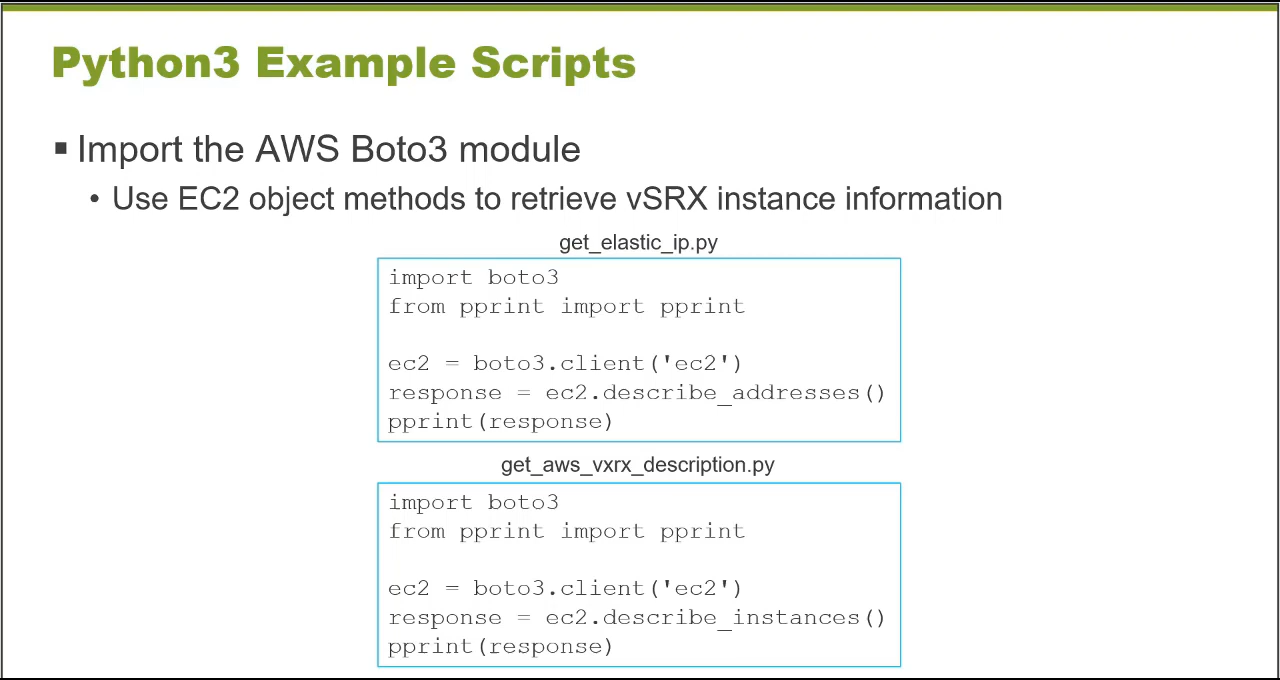 Python3 Example Scripts
▪ Import the AWS Boto3 module
• Use EC2 object methods to retrieve vSRX instance information
get_elastic_ip.py
import boto3
from pprint import pprint
ec2 = boto3.client('ec2')
response = ec2.describe_addresses()
pprint(response)
get_aws_vxrx_description.py
import boto3
from pprint import pprint
ec2 = boto3.client('ec2')
response = ec2.describe_instances()
pprint(response)